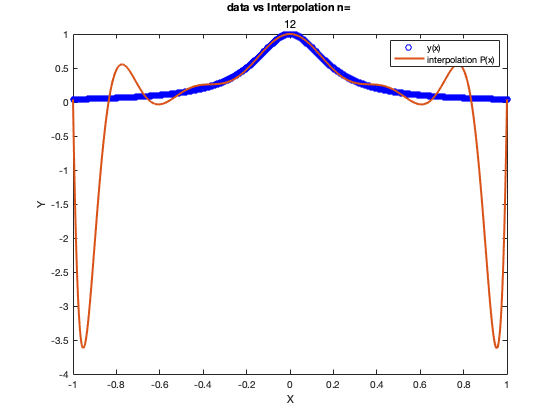 data vs Interpolation n=
12
1
0.5
0
-0.5
-1
-1.5
-2
-2.5
-3
-3.5
-4
Y
y(x)
interpolation P(x)
-1 -0.8 -0.6 -0.4 -0.2 0 0.2 0.4 0.6 0.8 1
X